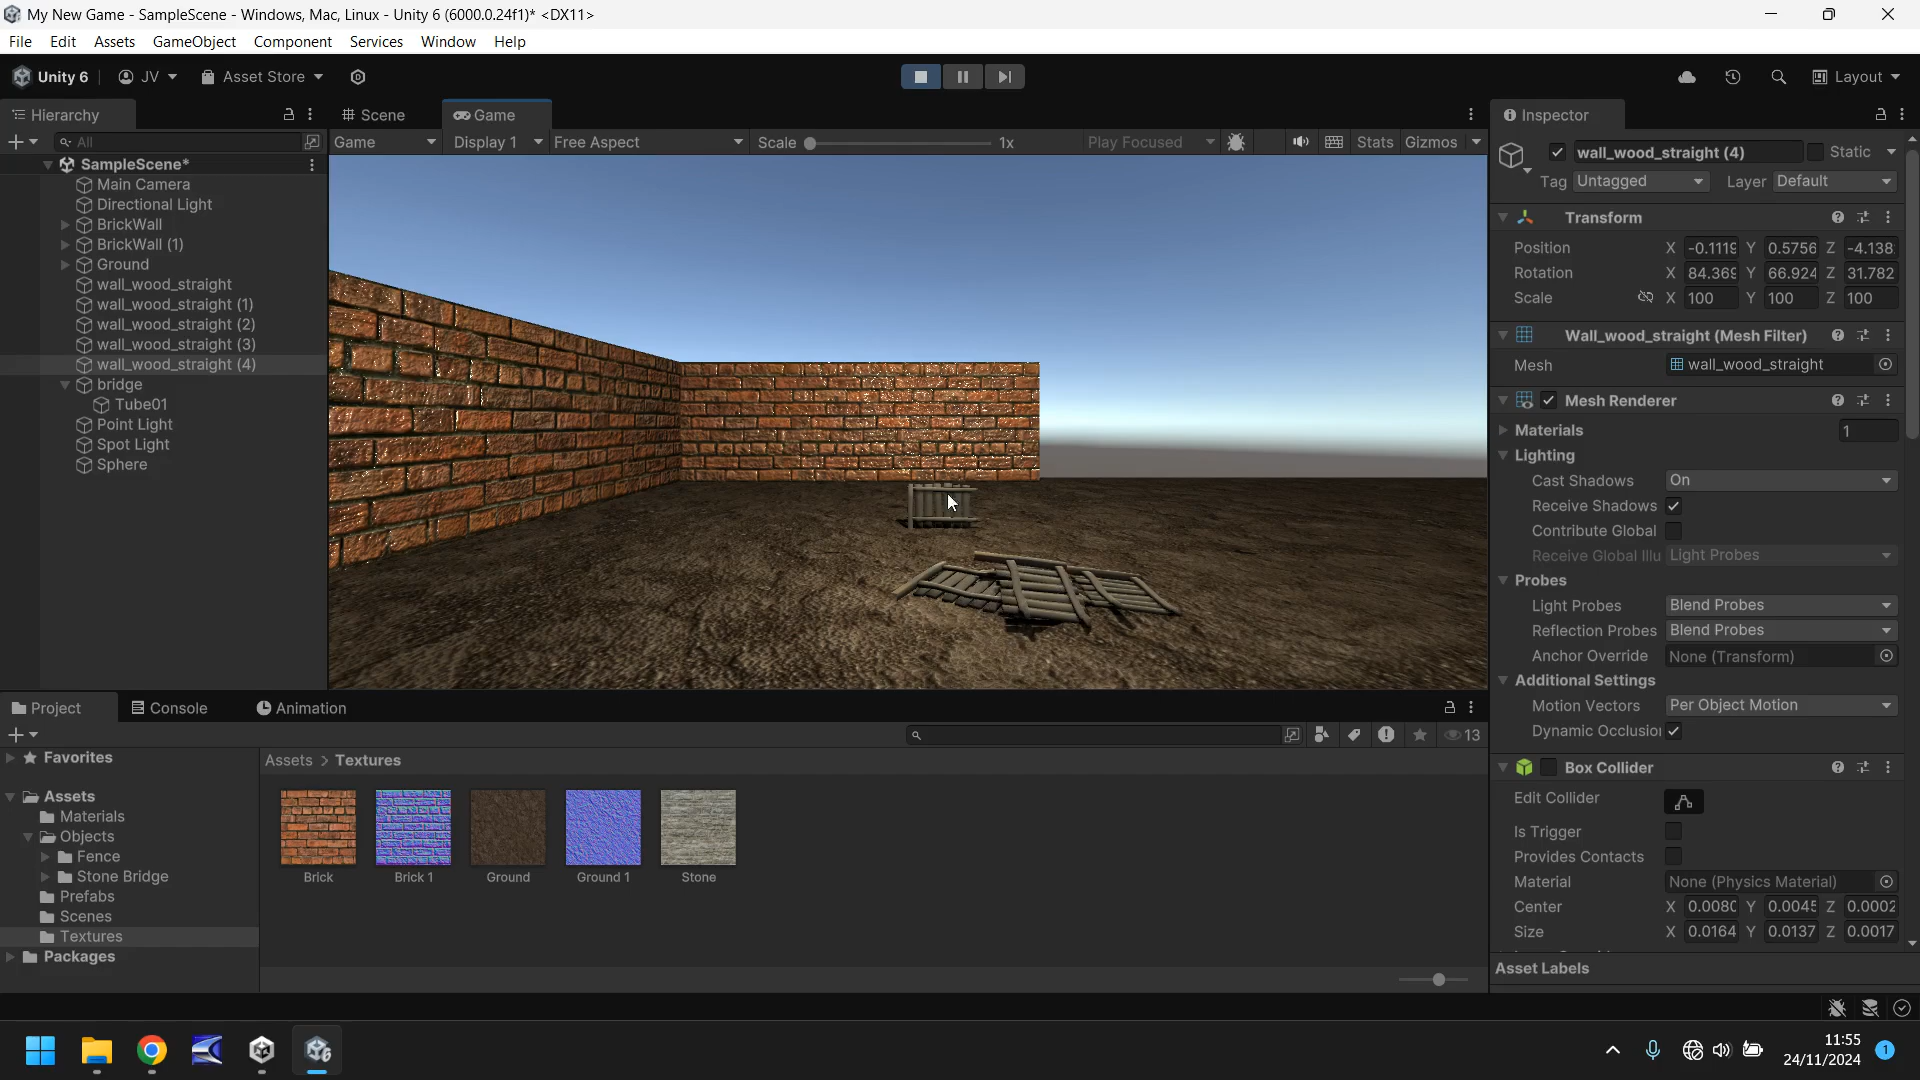 My New Game - SampleScene - Windows, Mac, Linux - Unity 6 (6000.0.24f1)* <DX11>
File Edit Assets GameObject Component Services Window Help
Unity 6 JV Asset Store Layout
Hierarchy Scene Game Inspector
All Game Display 1 Free Aspect Scale 1x Play Focused Stats Gizmos wall_wood_straight (4) Static
SampleScene*
Main Camera
Directional Light
BrickWall
BrickWall (1)
Ground
wall_wood_straight
wall_wood_straight (1)
wall_wood_straight (2)
wall_wood_straight (3)
wall_wood_straight (4)
bridge
Tube01
Point Light
Spot Light
Sphere
Tag Untagged Layer Default
Transform
Position X -0.1119 Y 0.5756 Z -4.138
Rotation X 84.369 Y 66.924 Z 31.782
Scale X 100 Y 100 Z 100
Wall_wood_straight (Mesh Filter)
Mesh wall_wood_straight
Mesh Renderer
Materials 1
Lighting
Cast Shadows On
Receive Shadows
Contribute Global
Receive Global Illu Light Probes
Probes
Light Probes Blend Probes
Reflection Probes Blend Probes
Anchor Override None (Transform)
Additional Settings
Motion Vectors Per Object Motion
Dynamic Occlusion
Box Collider
Edit Collider
Is Trigger
Provides Contacts
Material None (Physics Material)
Center X 0.0080 Y 0.0045 Z 0.0002
Size X 0.0164 Y 0.0137 Z 0.0017
Asset Labels
Project Console Animation
13
Favorites
Assets
Materials
Objects
Fence
Stone Bridge
Prefabs
Scenes
Textures
Packages
Assets > Textures
Brick Brick 1 Ground Ground 1 Stone
11:55
24/11/2024 1